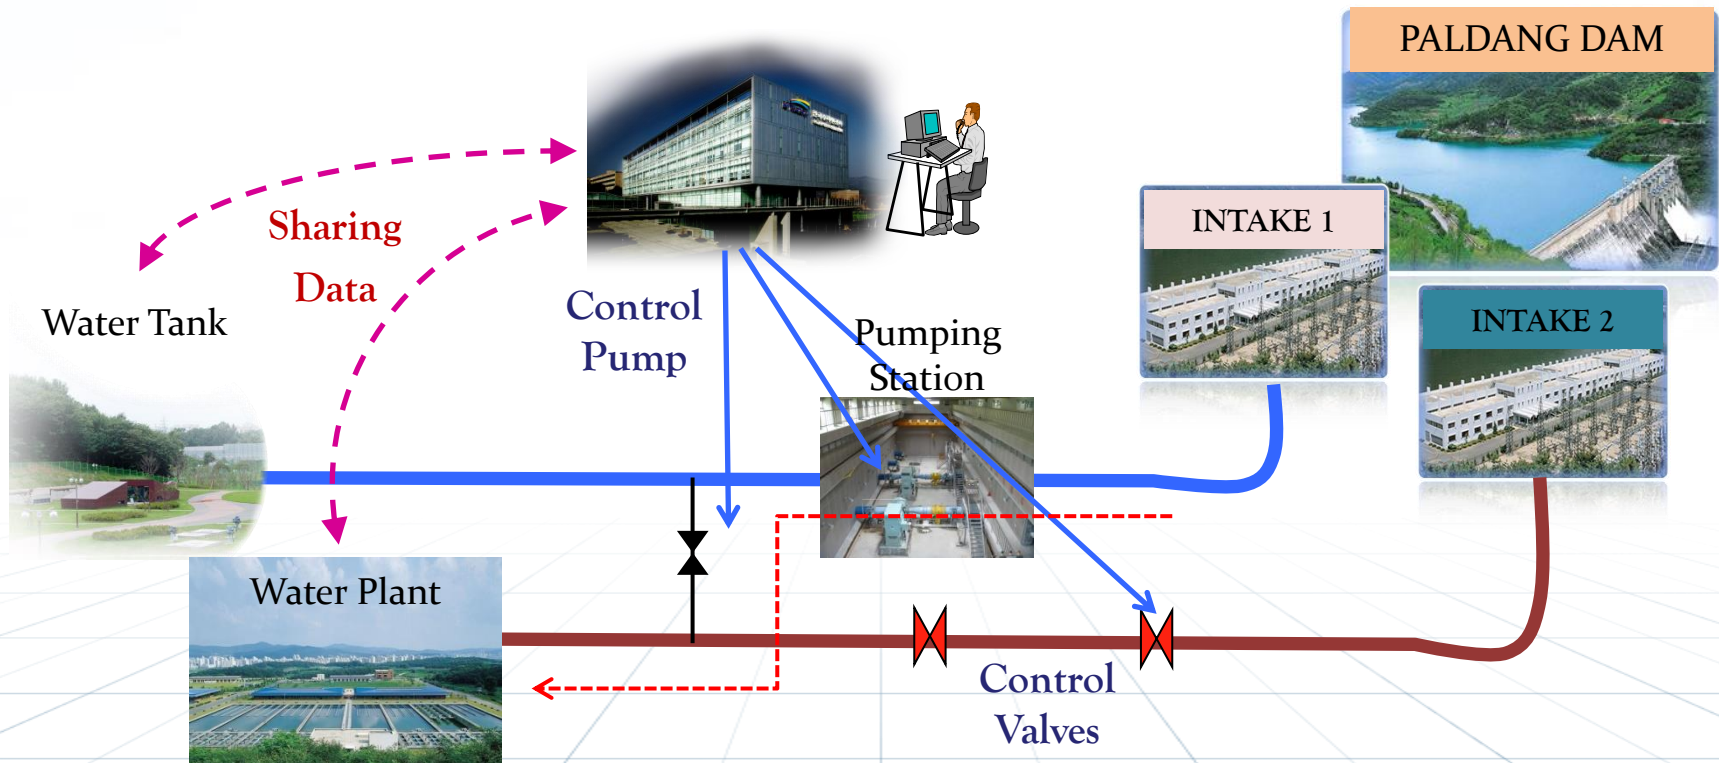 PALDANG DAM
INTAKE 1
Sharing
Data
Control
Pump
Water Tank
Pumping
Station
INTAKE 2
Water Plant
Control
Valves